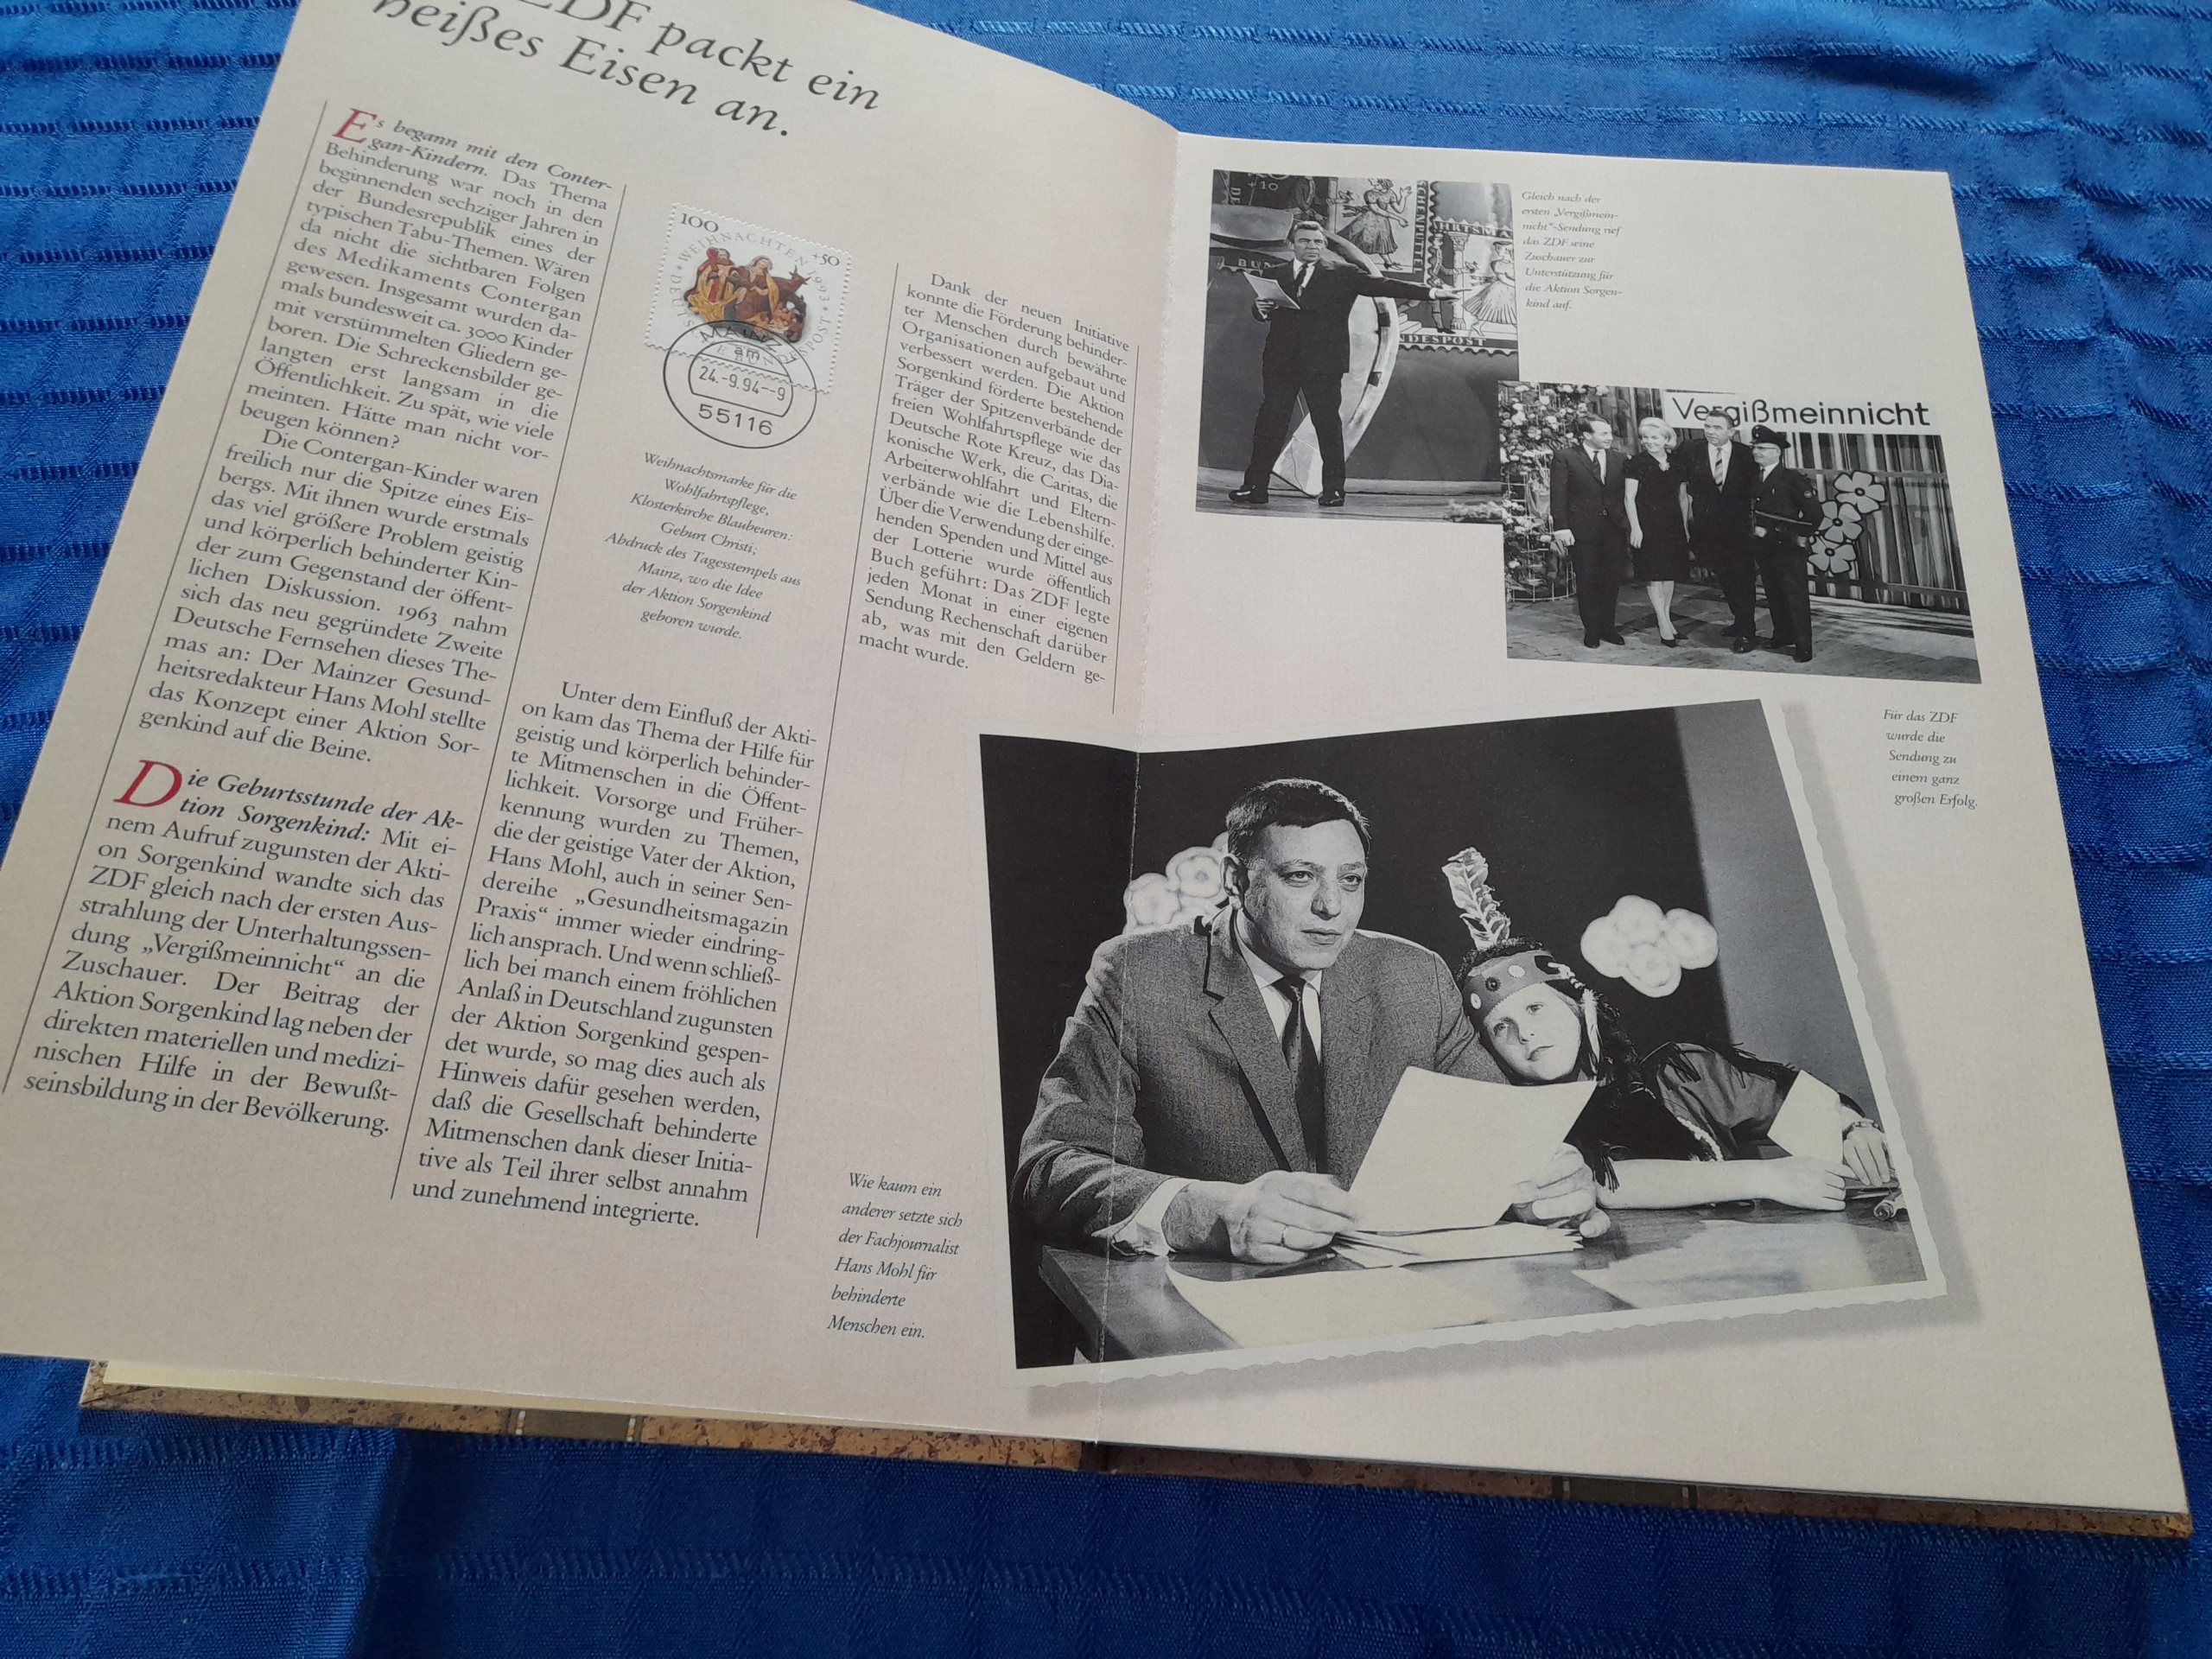 ZDF packt ein
heißes Eisen an.
Es begann mit den Conter-
gan-Kindern. Das Thema
Behinderung war noch in den
beginnenden sechziger Jahren in
der Bundesrepublik eines der
typischen Tabu-Themen. Wären
da nicht die sichtbaren Folgen
des Medikaments Contergan
gewesen. Insgesamt wurden da-
mals bundesweit ca. 3000 Kinder
mit verstümmelten Gliedern ge-
boren. Die Schreckensbilder ge-
langten erst langsam in die
Öffentlichkeit. Zu spät, wie viele
meinten. Hätte man nicht vor-
beugen können?
Die Contergan-Kinder waren
freilich nur die Spitze eines Eis-
bergs. Mit ihnen wurde erstmals
das viel größere Problem geistig
und körperlich behinderter Kin-
der zum Gegenstand der öffent-
lichen Diskussion. 1963 nahm
sich das neu gegründete Zweite
Deutsche Fernsehen dieses The-
mas an: Der Mainzer Gesund-
heitsredakteur Hans Mohl stellte
das Konzept einer Aktion Sor-
genkind auf die Beine.
Die Geburtsstunde der Ak-
tion Sorgenkind: Mit ei-
nem Aufruf zugunsten der Akti-
on Sorgenkind wandte sich das
ZDF gleich nach der ersten Aus-
strahlung der Unterhaltungssen-
dung „Vergißmeinnicht“ an die
Zuschauer. Der Beitrag der
Aktion Sorgenkind lag neben der
direkten materiellen und medizi-
nischen Hilfe in der Bewußt-
seinsbildung in der Bevölkerung.
100
+50
WEIHNACHTEN 1993
DEUTSCHE BUNDESPOST
MAINZ
am
24.-9.94--9
55116
Weihnachtsmarke für die
Wohlfahrtspflege,
Klosterkirche Blaubeuren:
Geburt Christi;
Abdruck des Tagesstempels aus
Mainz, wo die Idee
der Aktion Sorgenkind
geboren wurde.
Unter dem Einfluß der Akti-
on kam das Thema der Hilfe für
geistig und körperlich behinder-
te Mitmenschen in die Öffent-
lichkeit. Vorsorge und Früher-
kennung wurden zu Themen,
die der geistige Vater der Aktion,
Hans Mohl, auch in seiner Sen-
dereihe „Gesundheitsmagazin
Praxis“ immer wieder eindring-
lich ansprach. Und wenn schließ-
lich bei manch einem fröhlichen
Anlaß in Deutschland zugunsten
der Aktion Sorgenkind gespen-
det wurde, so mag dies auch als
Hinweis dafür gesehen werden,
daß die Gesellschaft behinderte
Mitmenschen dank dieser Initia-
tive als Teil ihrer selbst annahm
und zunehmend integrierte.
Dank der neuen Initiative
konnte die Förderung behinder-
ter Menschen durch bewährte
Organisationen aufgebaut und
verbessert werden. Die Aktion
Sorgenkind förderte bestehende
Träger der Spitzenverbände der
freien Wohlfahrtspflege wie das
Deutsche Rote Kreuz, das Dia-
konische Werk, die Caritas, die
Arbeiterwohlfahrt und Eltern-
verbände wie die Lebenshilfe.
Über die Verwendung der einge-
henden Spenden und Mittel aus
der Lotterie wurde öffentlich
Buch geführt: Das ZDF legte
jeden Monat in einer eigenen
Sendung Rechenschaft darüber
ab, was mit den Geldern ge-
macht wurde.
Wie kaum ein
anderer setzte sich
der Fachjournalist
Hans Mohl für
behinderte
Menschen ein.
+10
SCHENPUTTEL
HRTSMA
NDESPOST
Gleich nach der
ersten „Vergißmein-
nicht“-Sendung rief
das ZDF seine
Zuschauer zur
Unterstützung für
die Aktion Sorgen-
kind auf.
Vergißmeinnicht
Für das ZDF
wurde die
Sendung zu
einem ganz
großen Erfolg.